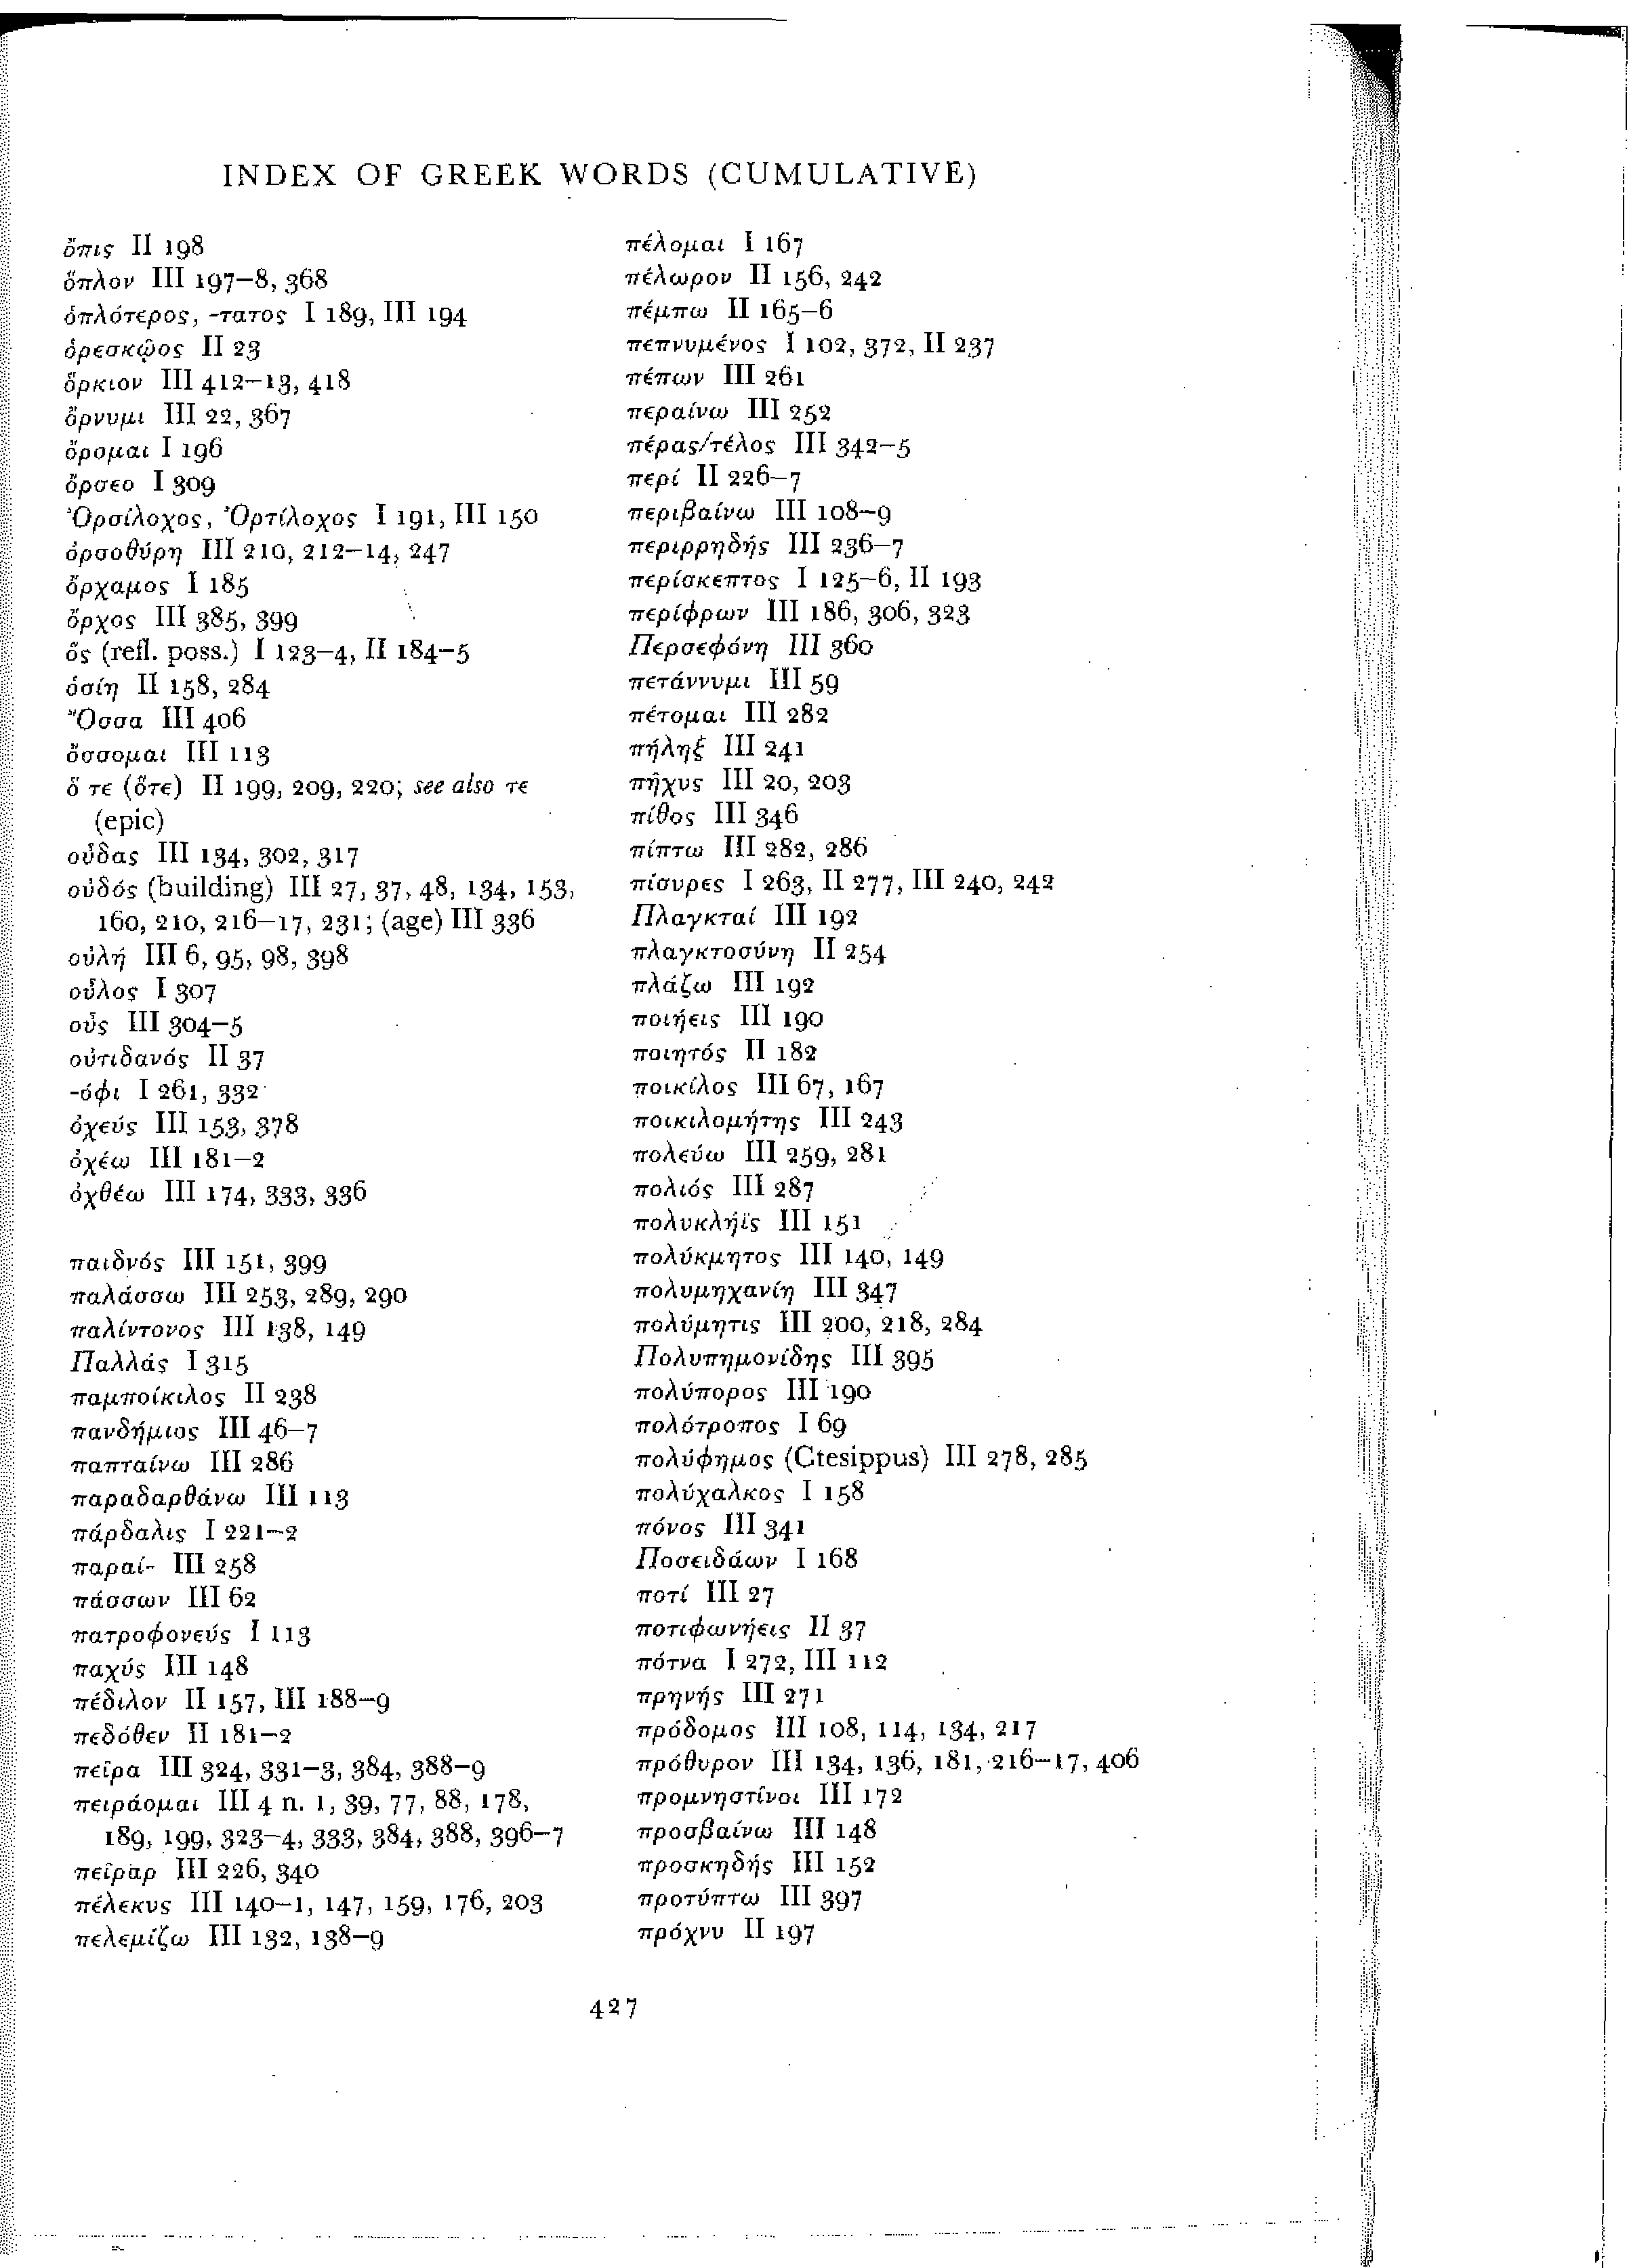 INDEX OF GREEK WORDS (CUMULATIVE)
ὄπις II 198
ὅπλον III 197–8, 368
ὁπλότερος, -τατος I 189, III 194
ὀρεσκῷος II 23
ὅρκιον III 412–13, 418
ὄρνυμι III 22, 367
ὄρομαι I 196
ὄρσεο I 309
Ὀρσίλοχος, Ὀρτίλοχος I 191, III 150
ὀρσοθύρη III 210, 212–14, 247
ὄρχαμος I 185
ὄρχος III 385, 399
ὅς (refl. poss.) I 123–4, II 184–5
ὁσίη II 158, 284
Ὄσσα III 406
ὄσσομαι III 113
ὅ τε (ὅτε) II 199, 209, 220; see also τε
(epic)
οὖδας III 134, 302, 317
οὐδός (building) III 27, 37, 48, 134, 153,
160, 210, 216–17, 231; (age) III 336
οὐλή III 6, 95, 98, 398
οὖλος I 307
οὖς III 304–5
οὐτιδανός II 37
-όφι I 261, 332
ὀχεύς III 153, 378
ὀχέω III 181–2
ὀχθέω III 174, 333, 336
παιδνός III 151, 399
παλάσσω III 253, 289, 290
παλίντονος III 138, 149
Παλλάς I 315
παμποίκιλος II 238
πανδήμιος III 46–7
παπταίνω III 286
παραδαρθάνω III 113
πάρδαλις I 221–2
παραί- III 258
πάσσων III 62
πατροφονεύς I 113
παχύς III 148
πέδιλον II 157, III 188–9
πεδόθεν II 181–2
πεῖρα III 324, 331–3, 384, 388–9
πειράομαι III 4 n. 1, 39, 77, 88, 178,
189, 199, 323–4, 333, 384, 388, 396–7
πεῖραρ III 226, 340
πέλεκυς III 140–1, 147, 159, 176, 203
πελεμίζω III 132, 138–9
πέλομαι I 167
πέλωρον II 156, 242
πέμπω II 165–6
πεπνυμένος I 102, 372, II 237
πέπων III 261
περαίνω III 252
πέρας/τέλος III 342–5
περί II 226–7
περιβαίνω III 108–9
περιρρηδής III 236–7
περίσκεπτος I 125–6, II 193
περίφρων III 186, 306, 323
Περσεφόνη III 360
πετάννυμι III 59
πέτομαι III 282
πήληξ III 241
πῆχυς III 20, 203
πίθος III 346
πίπτω III 282, 286
πίσυρες I 263, II 277, III 240, 242
Πλαγκταί III 192
πλαγκτοσύνη II 254
πλάζω III 192
ποιήεις III 190
ποιητός II 182
ποικίλος III 67, 167
ποικιλομήτης III 243
πολεύω III 259, 281
πολιός III 287
πολυκλήϊς III 151
πολύκμητος III 140, 149
πολυμηχανίη III 347
πολύμητις III 200, 218, 284
Πολυπημονίδης III 395
πολύπορος III 190
πολότροπος I 69
πολύφημος (Ctesippus) III 278, 285
πολύχαλκος I 158
πόνος III 341
Ποσειδάων I 168
ποτί III 27
ποτιφωνήεις II 37
πότνα I 272, III 112
πρηνής III 271
πρόδομος III 108, 114, 134, 217
πρόθυρον III 134, 136, 181, 216–17, 406
προμνηστῖνοι III 172
προσβαίνω III 148
προσκηδής III 152
προτύπτω III 397
πρόχνυ II 197
427